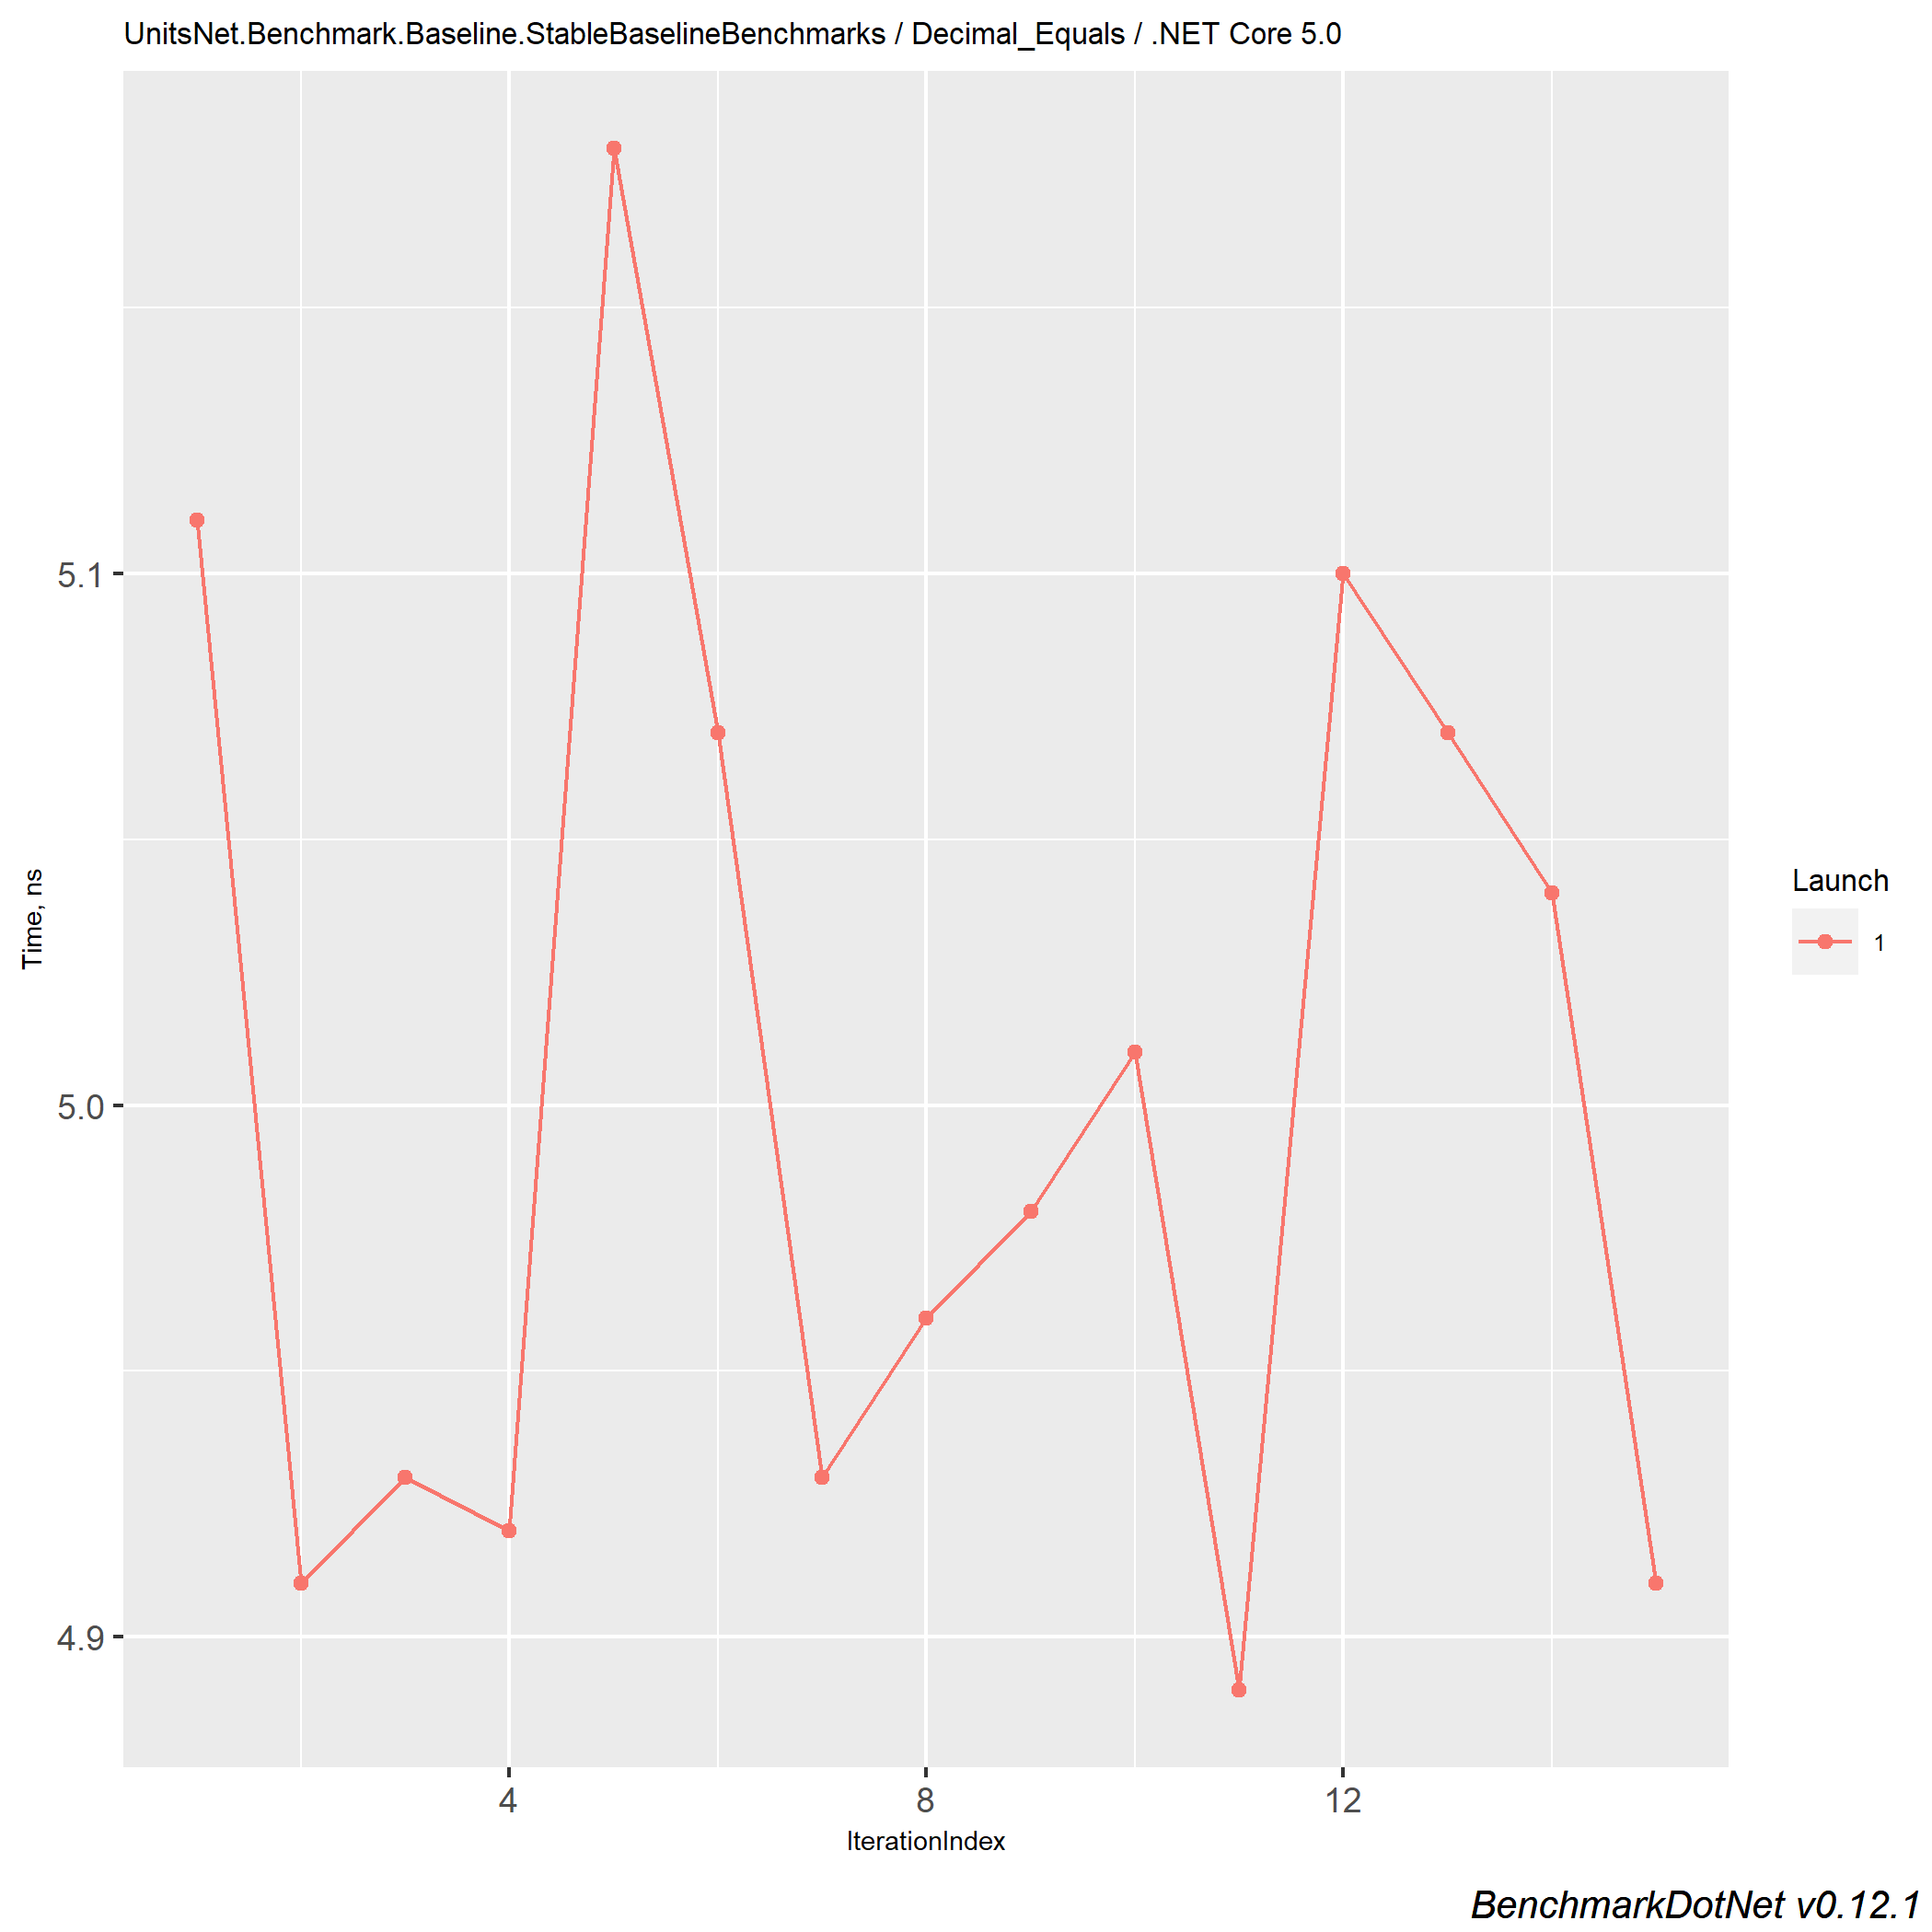 UnitsNet.Benchmark.Baseline.StableBaselineBenchmarks / Decimal_Equals / .NET Core 5.0
5.1
5.0
4.9
Time, ns
4
8
12
IterationIndex
Launch
1
BenchmarkDotNet v0.12.1